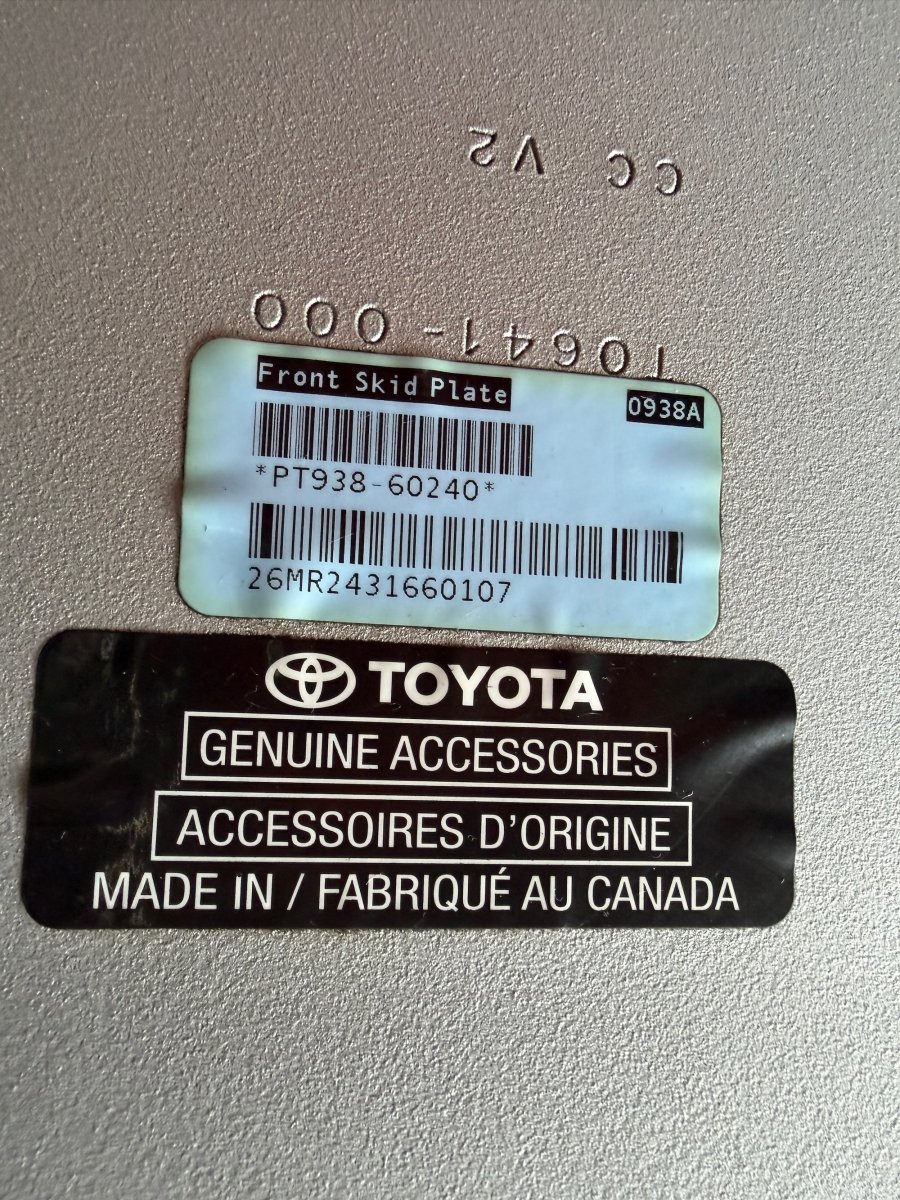 CC V2
10641-000
Front Skid Plate
0938A
*PT938-60240*
26MR2431660107
TOYOTA
GENUINE ACCESSORIES
ACCESSOIRES D'ORIGINE
MADE IN / FABRIQUÉ AU CANADA